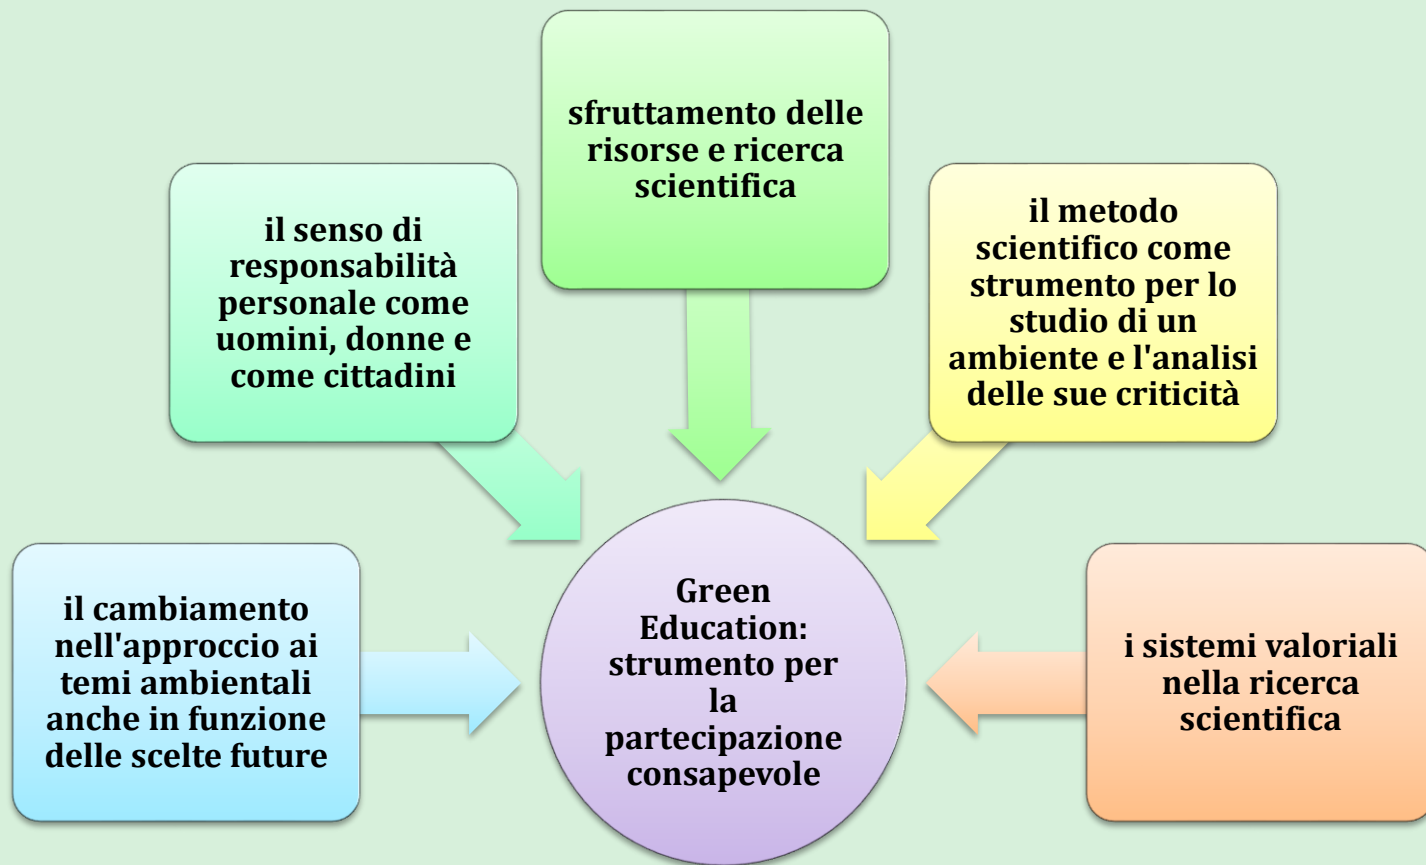 sfruttamento delle
risorse e ricerca
scientifica
il senso di
responsabilità
personale come
uomini, donne e
come cittadini
il metodo
scientifico come
strumento per lo
studio di un
ambiente e l'analisi
delle sue criticità
il cambiamento
nell'approccio ai
temi ambientali
anche in funzione
delle scelte future
Green
Education:
strumento per
la
partecipazione
consapevole
i sistemi valoriali
nella ricerca
scientifica